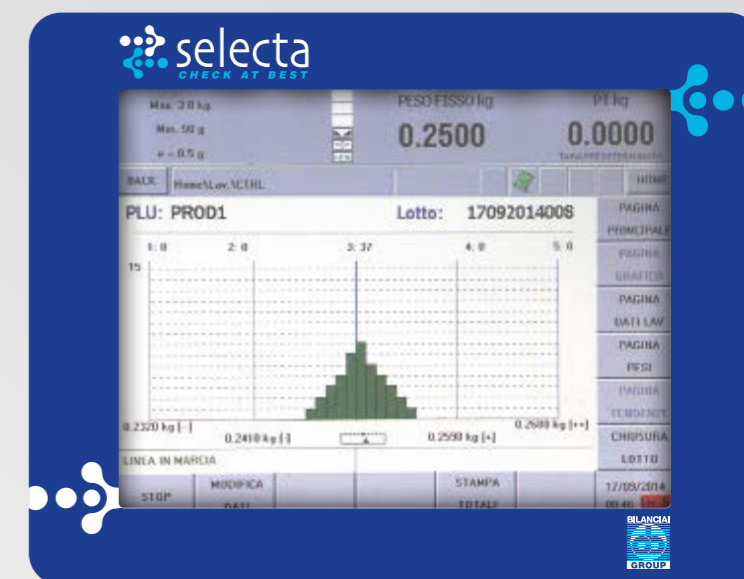 selecta
CHECK AT BEST
Max. 3.0 kg
Min. 50 g
e = 0.5 g
PESO FISSO kg
0.2500
PT kg
0.0000
BACK
Home\Lav.\CTRL
HOME
PLU: PROD1
Lotto: 17092014008
1: 0
2: 0
3: 37
4: 0
5: 0
15
0.2320 kg [--]
0.2410 kg [-]
0.2590 kg [+]
0.2680 kg [++]
LINEA IN MARCIA
PAGINA
PRINCIPALE
PAGINA
GRAFICO
PAGINA
DATI LAV
PAGINA
PESI
PAGINA
TENDENZE
CHIUSURA
LOTTO
STOP
MODIFICA
DATI
STAMPA
TOTALE
17/09/2014
BILANCIAI
GROUP